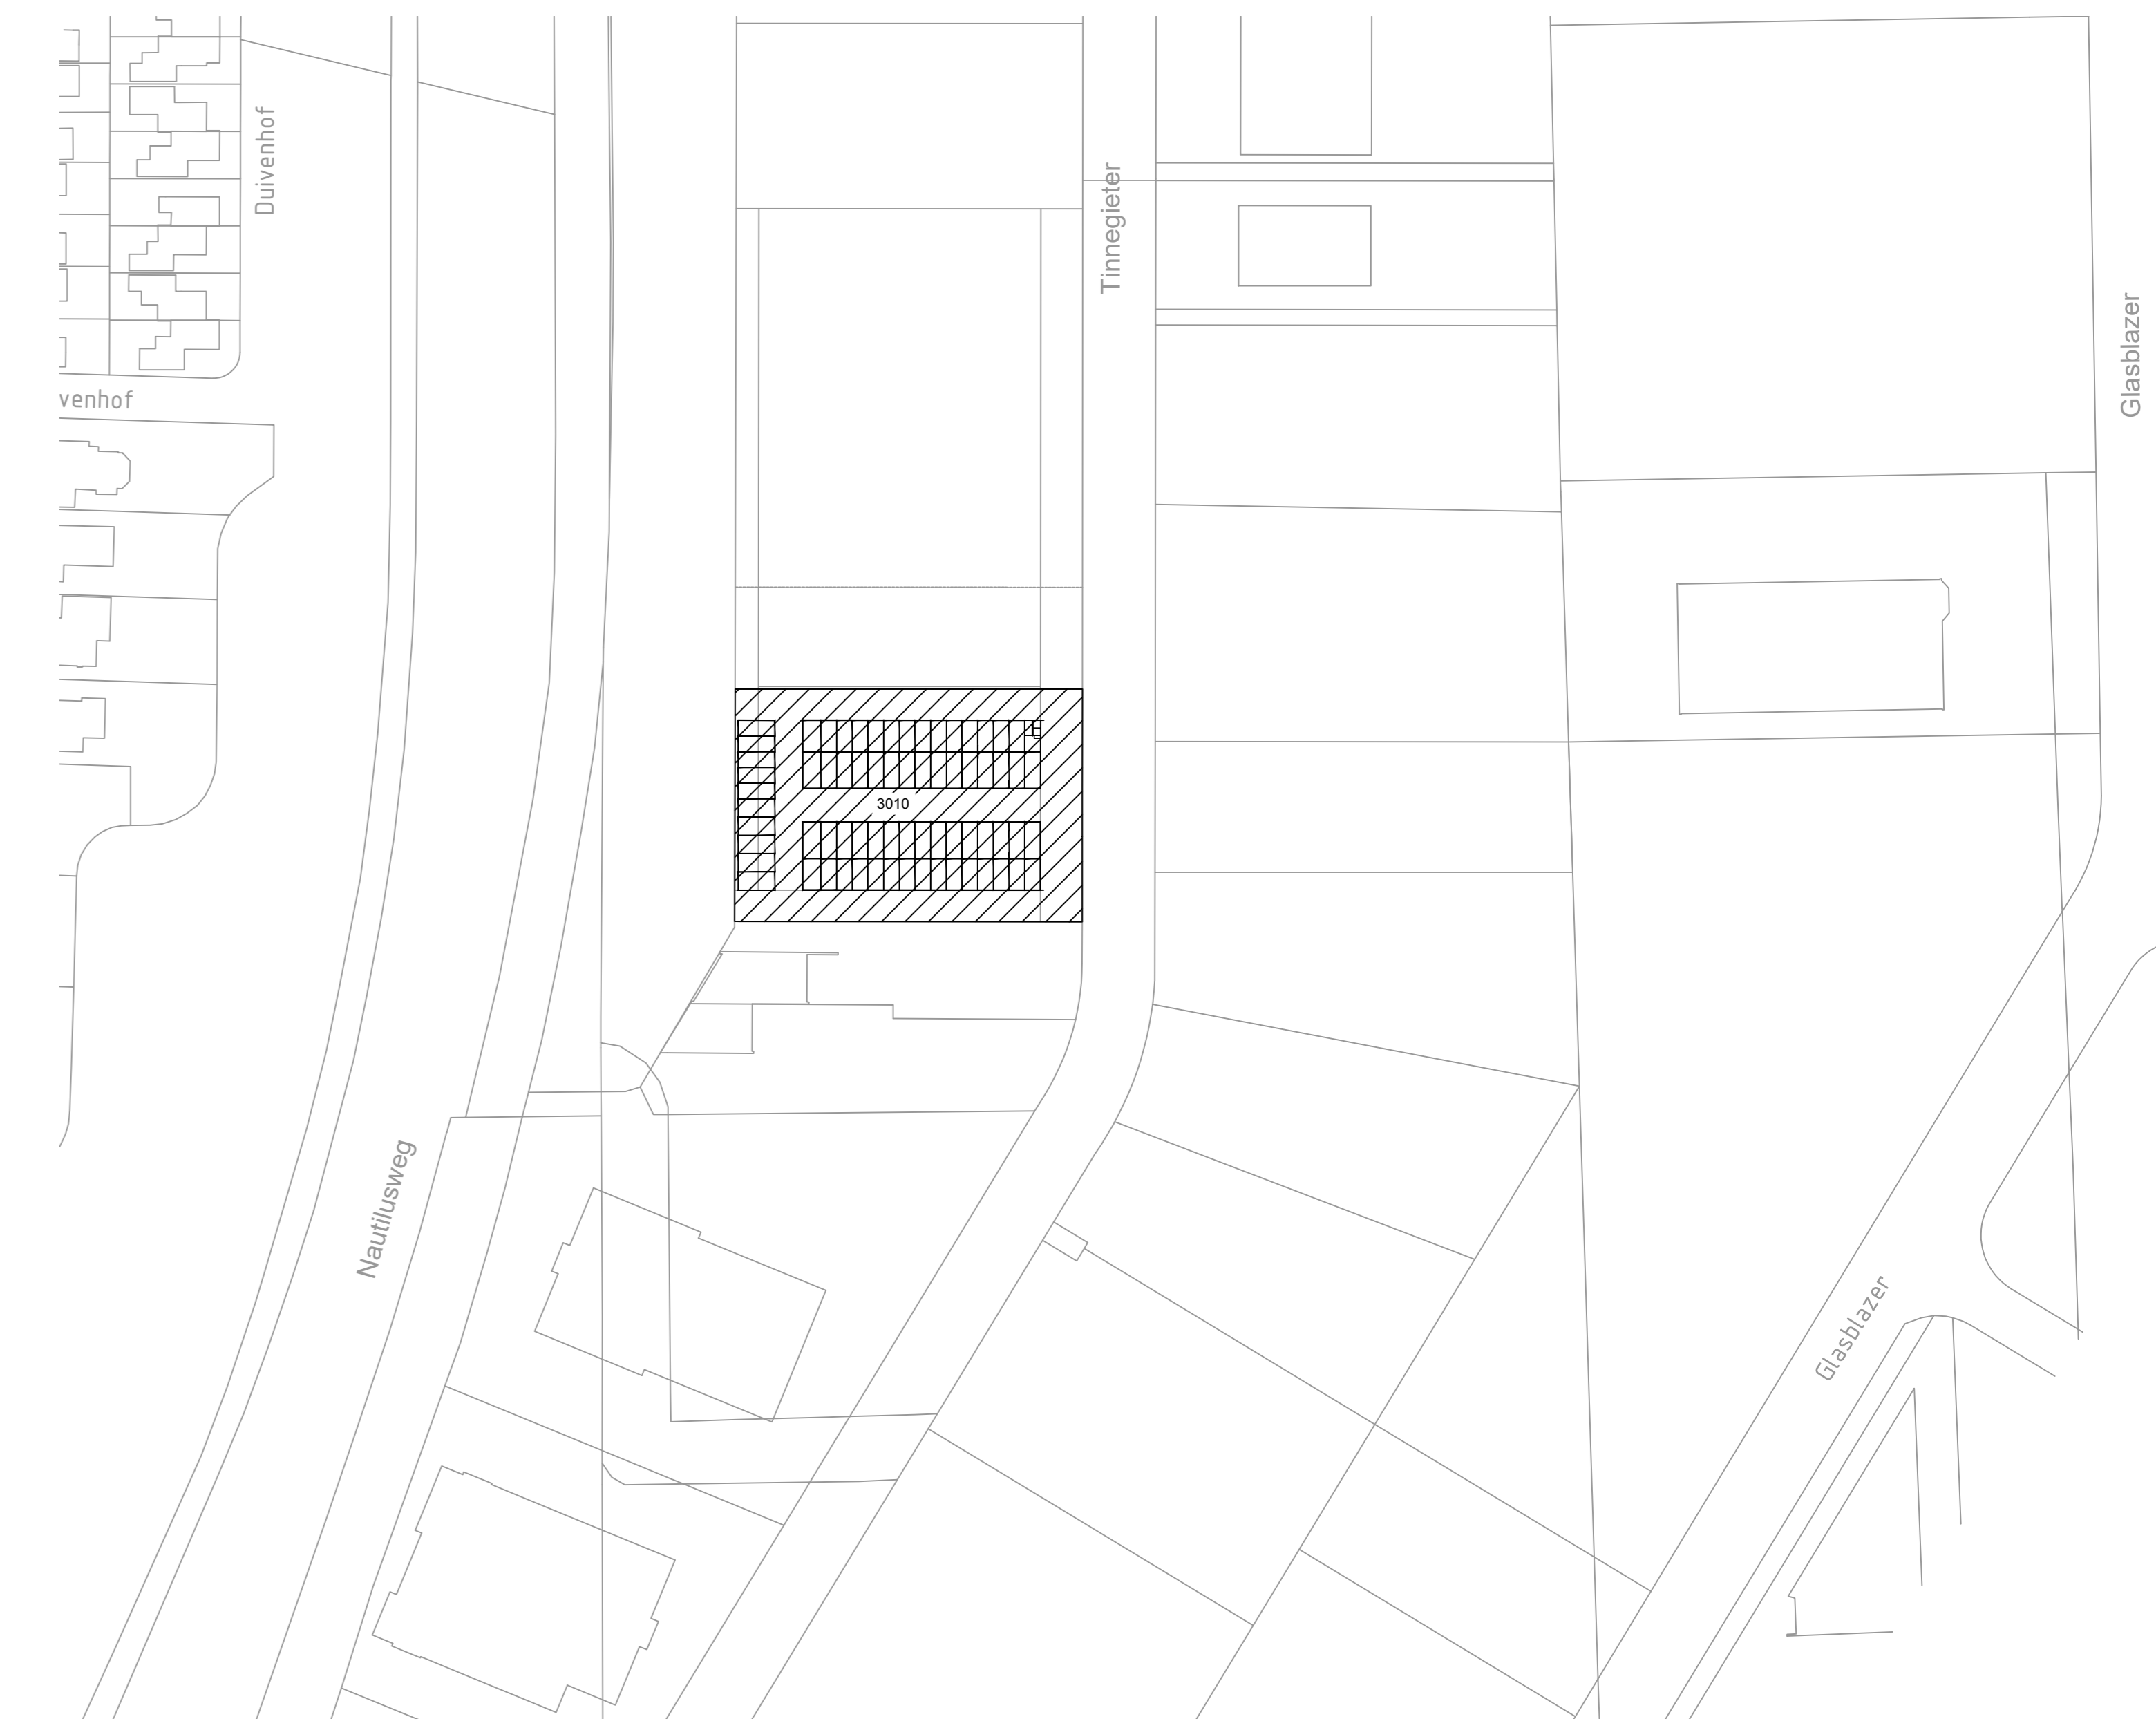 Duivenhof
Tinnegieter
Glasblazer
venhof
3010
Nautilusweg
Glasblazer